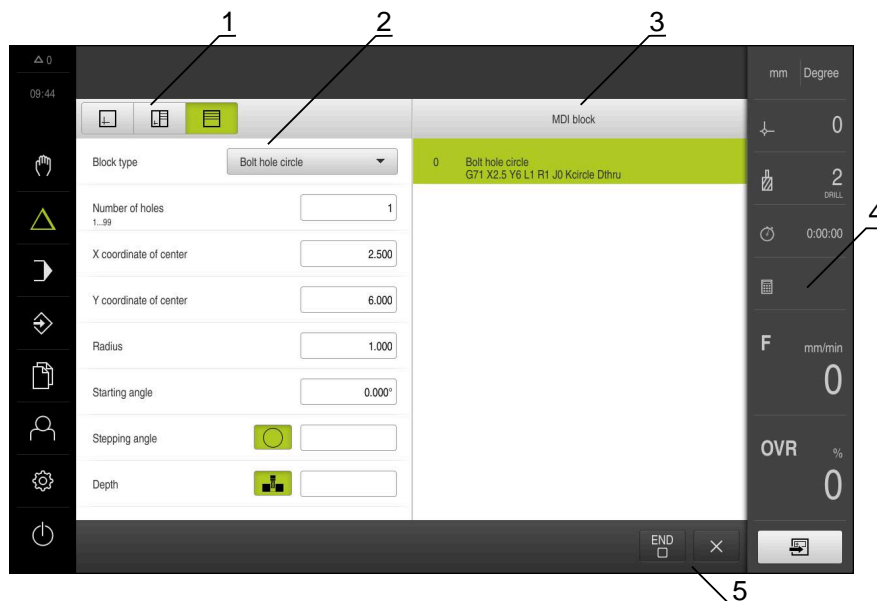 1
2
3
0
09:44
mm Degree
MDI block
0
Block type
Bolt hole circle
0 Bolt hole circle
G71 X2.5 Y6 L1 R1 J0 Kcircle Dthru
2
DRILL
Number of holes
1...99
1
4
0:00:00
X coordinate of center
2.500
Y coordinate of center
6.000
Radius
1.000
F mm/min
0
Starting angle
0.000°
Stepping angle
OVR %
0
Depth
END
5